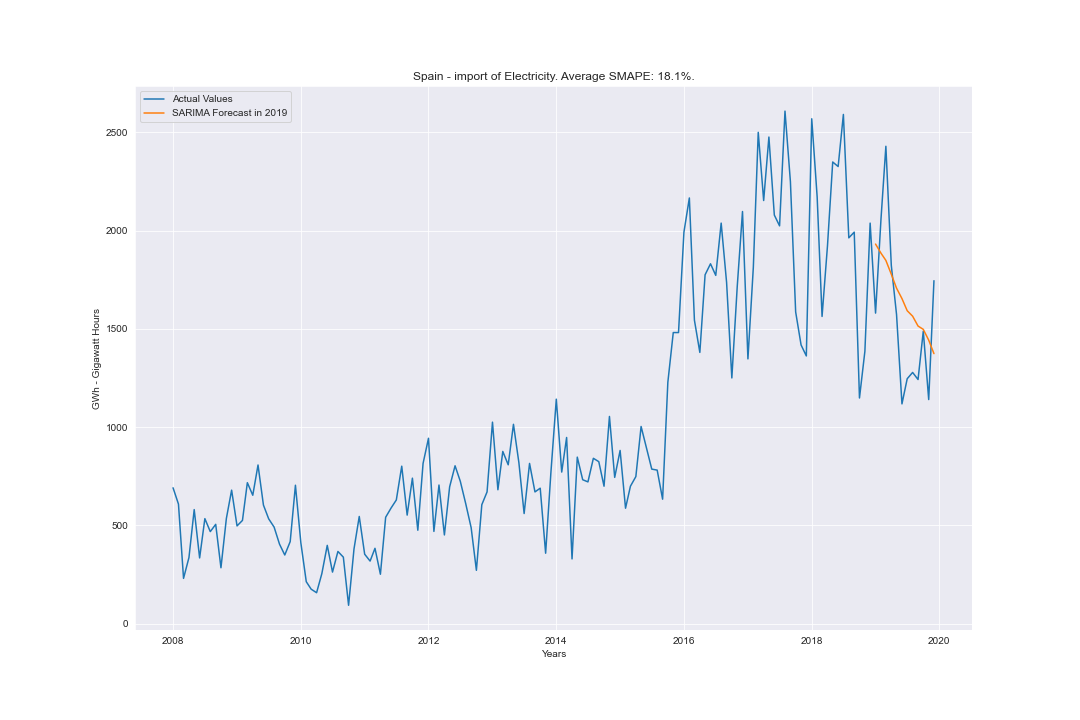 Spain - import of Electricity. Average SMAPE: 18.1%.
Actual Values
SARIMA Forecast in 2019
GWh - Gigawatt Hours
2500
2000
1500
1000
500
0
2008 2010 2012 2014 2016 2018 2020
Years